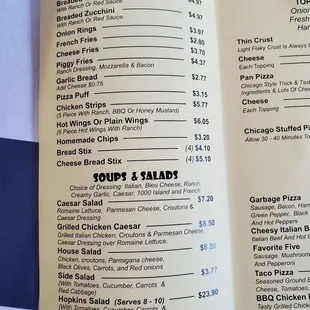 Breaded $4.97
With Ranch Or Red Sauce
Breaded Zucchini $4.97
With Ranch Or Red Sauce
Onion Rings $3.97
French Fries $2.80
Cheese Fries $3.70
Piggy Fries $4.37
Ranch Dressing, Mozzarella & Bacon
Garlic Bread $2.77
Add Cheese $0.75
Pizza Puff $3.15
Chicken Strips $5.77
(5 Piece With Ranch, BBQ Or Honey Mustard)
Hot Wings Or Plain Wings $6.05
(6 Piece Hot Wings With Ranch)
Homemade Chips $3.20
Bread Stix (4) $4.10
Cheese Bread Stix (4) $5.10
SOUPS & SALADS
Choice of Dressing: Italian, Bleu Cheese, Ranch,
Creamy Garlic, Caesar, 1000 Island and French
Caesar Salad $7.20
Romaine Lettuce, Parmesan Cheese, Croutons &
Caesar Dressing
Grilled Chicken Caesar $8.50
Grilled Italian Chicken, Croutons & Parmesan Cheese
Caesar Dressing over Romaine Lettuce.
House Salad
Chicken, croutons, Parmigana cheese,
Black Olives, Carrots, and Red onions
Side Salad $3.77
(With Tomatoes, Cucumber, Carrots &
Red Cabbage)
Hopkins Salad (Serves 8 - 10) $23.90
(With Tomatoes, Cucumber, Carrots &
TOP
Onion
Fresh
Ham
Thin Crust
Light Flaky Crust Is Always
Cheese
Each Topping
Pan Pizza
Chicago Style Thick & Tast
Ingredients & Lots Of Chee
Cheese
Each Topping
Chicago Stuffed Pi
Allow 30 - 40 Minutes To
Garbage Pizza
Sausage, Bacon, Ham
Green Pepper, Black
And Hot Peppers
Cheesy Italian B
Italian Beef And Hot G
Favorite Five
Sausage, Mushroom
And Pepperoni
Taco Pizza
Seasoned Ground B
Cheese, Tomatoes,
BBQ Chicken
Tasty Grilled Chicke